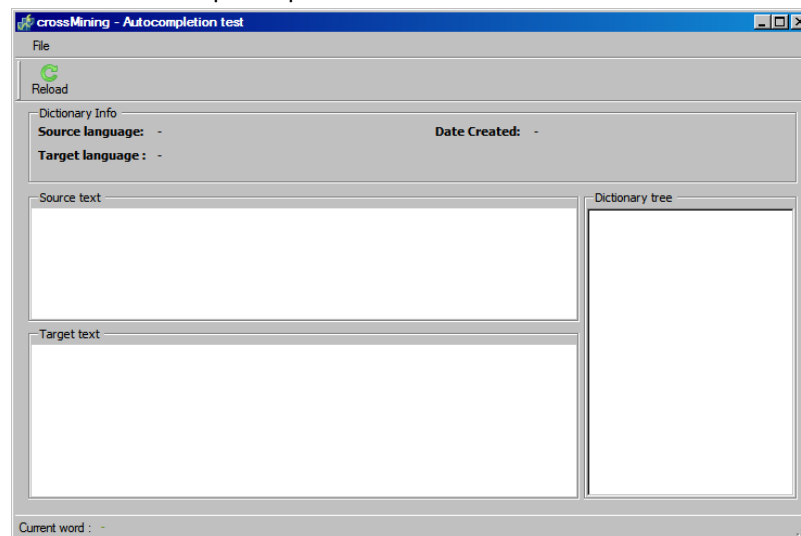 crossMining - Autocompletion test
File
Reload
Dictionary Info
Source language: - Date Created: -
Target language : -
Source text
Dictionary tree
Target text
Current word : -